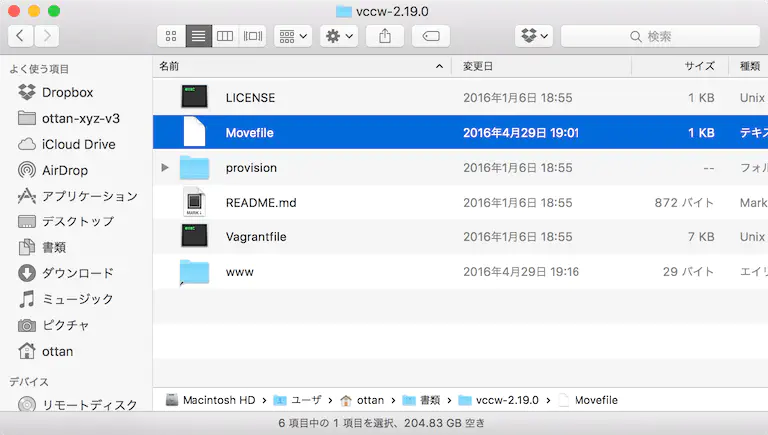 vccw-2.19.0
検索
よく使う項目
Dropbox
ottan-xyz-v3
iCloud Drive
AirDrop
アプリケーション
デスクトップ
書類
ダウンロード
ミュージック
ピクチャ
ottan
デバイス
リモートディスク
名前 変更日 サイズ 種類
LICENSE 2016年1月6日 18:55 1 KB Unix
Movefile 2016年4月29日 19:01 1 KB テキス
provision 2016年1月6日 18:55 -- フォル
README.md 2016年1月6日 18:55 872 バイト Mark
Vagrantfile 2016年1月6日 18:55 7 KB Unix
www 2016年4月29日 19:16 29 バイト エイリ
Macintosh HD ユーザ ottan 書類 vccw-2.19.0 Movefile
6 項目中の 1 項目を選択、204.83 GB 空き